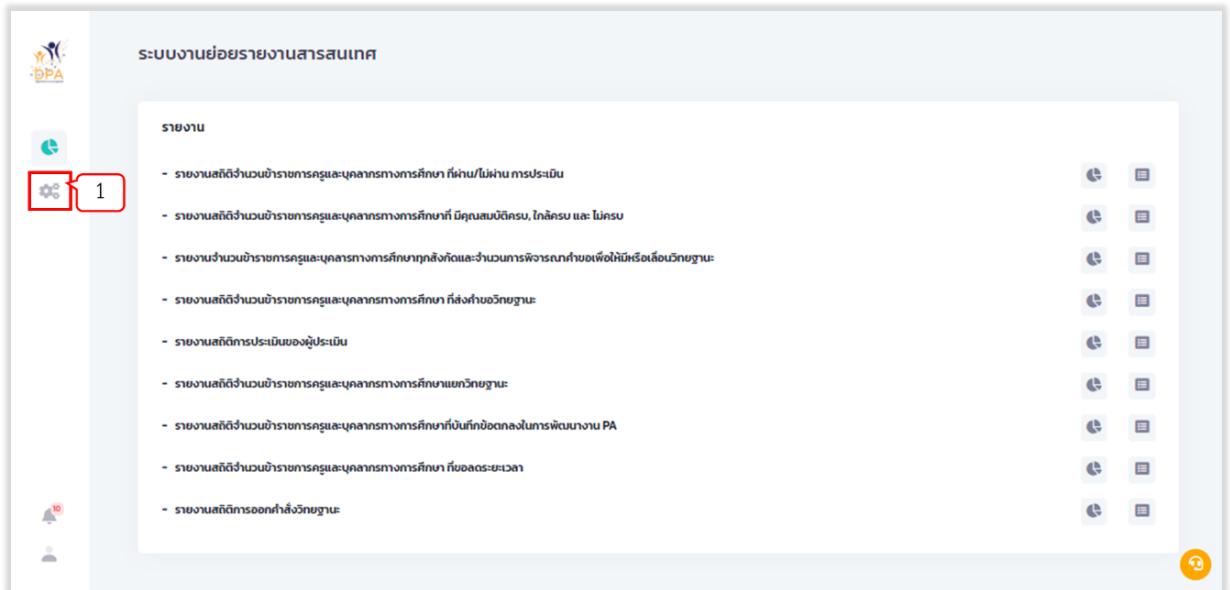 ระบบงานย่อยรายงานสารสนเทศ
DPA
รายงาน
1
- รายงานสถิติจำนวนข้าราชการครูและบุคลากรทางการศึกษา ที่ผ่าน/ไม่ผ่าน การประเมิน
- รายงานสถิติจำนวนข้าราชการครูและบุคลากรทางการศึกษาที่ มีคุณสมบัติครบ, ใกล้ครบ และ ไม่ครบ
- รายงานจำนวนข้าราชการครูและบุคลารทางการศึกษาทุกสังกัดและจำนวนการพิจารณาคำขอเพื่อให้มีหรือเลื่อนวิทยฐานะ
- รายงานสถิติจำนวนข้าราชการครูและบุคลากรทางการศึกษา ที่ส่งคำขอวิทยฐานะ
- รายงานสถิติการประเมินของผู้ประเมิน
- รายงานสถิติจำนวนข้าราชการครูและบุคลากรทางการศึกษาแยกวิทยฐานะ
- รายงานสถิติจำนวนข้าราชการครูและบุคลากรทางการศึกษาที่บันทึกข้อตกลงในการพัฒนางาน PA
- รายงานสถิติจำนวนข้าราชการครูและบุคลากรทางการศึกษา ที่ขอลดระยะเวลา
- รายงานสถิติการออกคำสั่งวิทยฐานะ
10